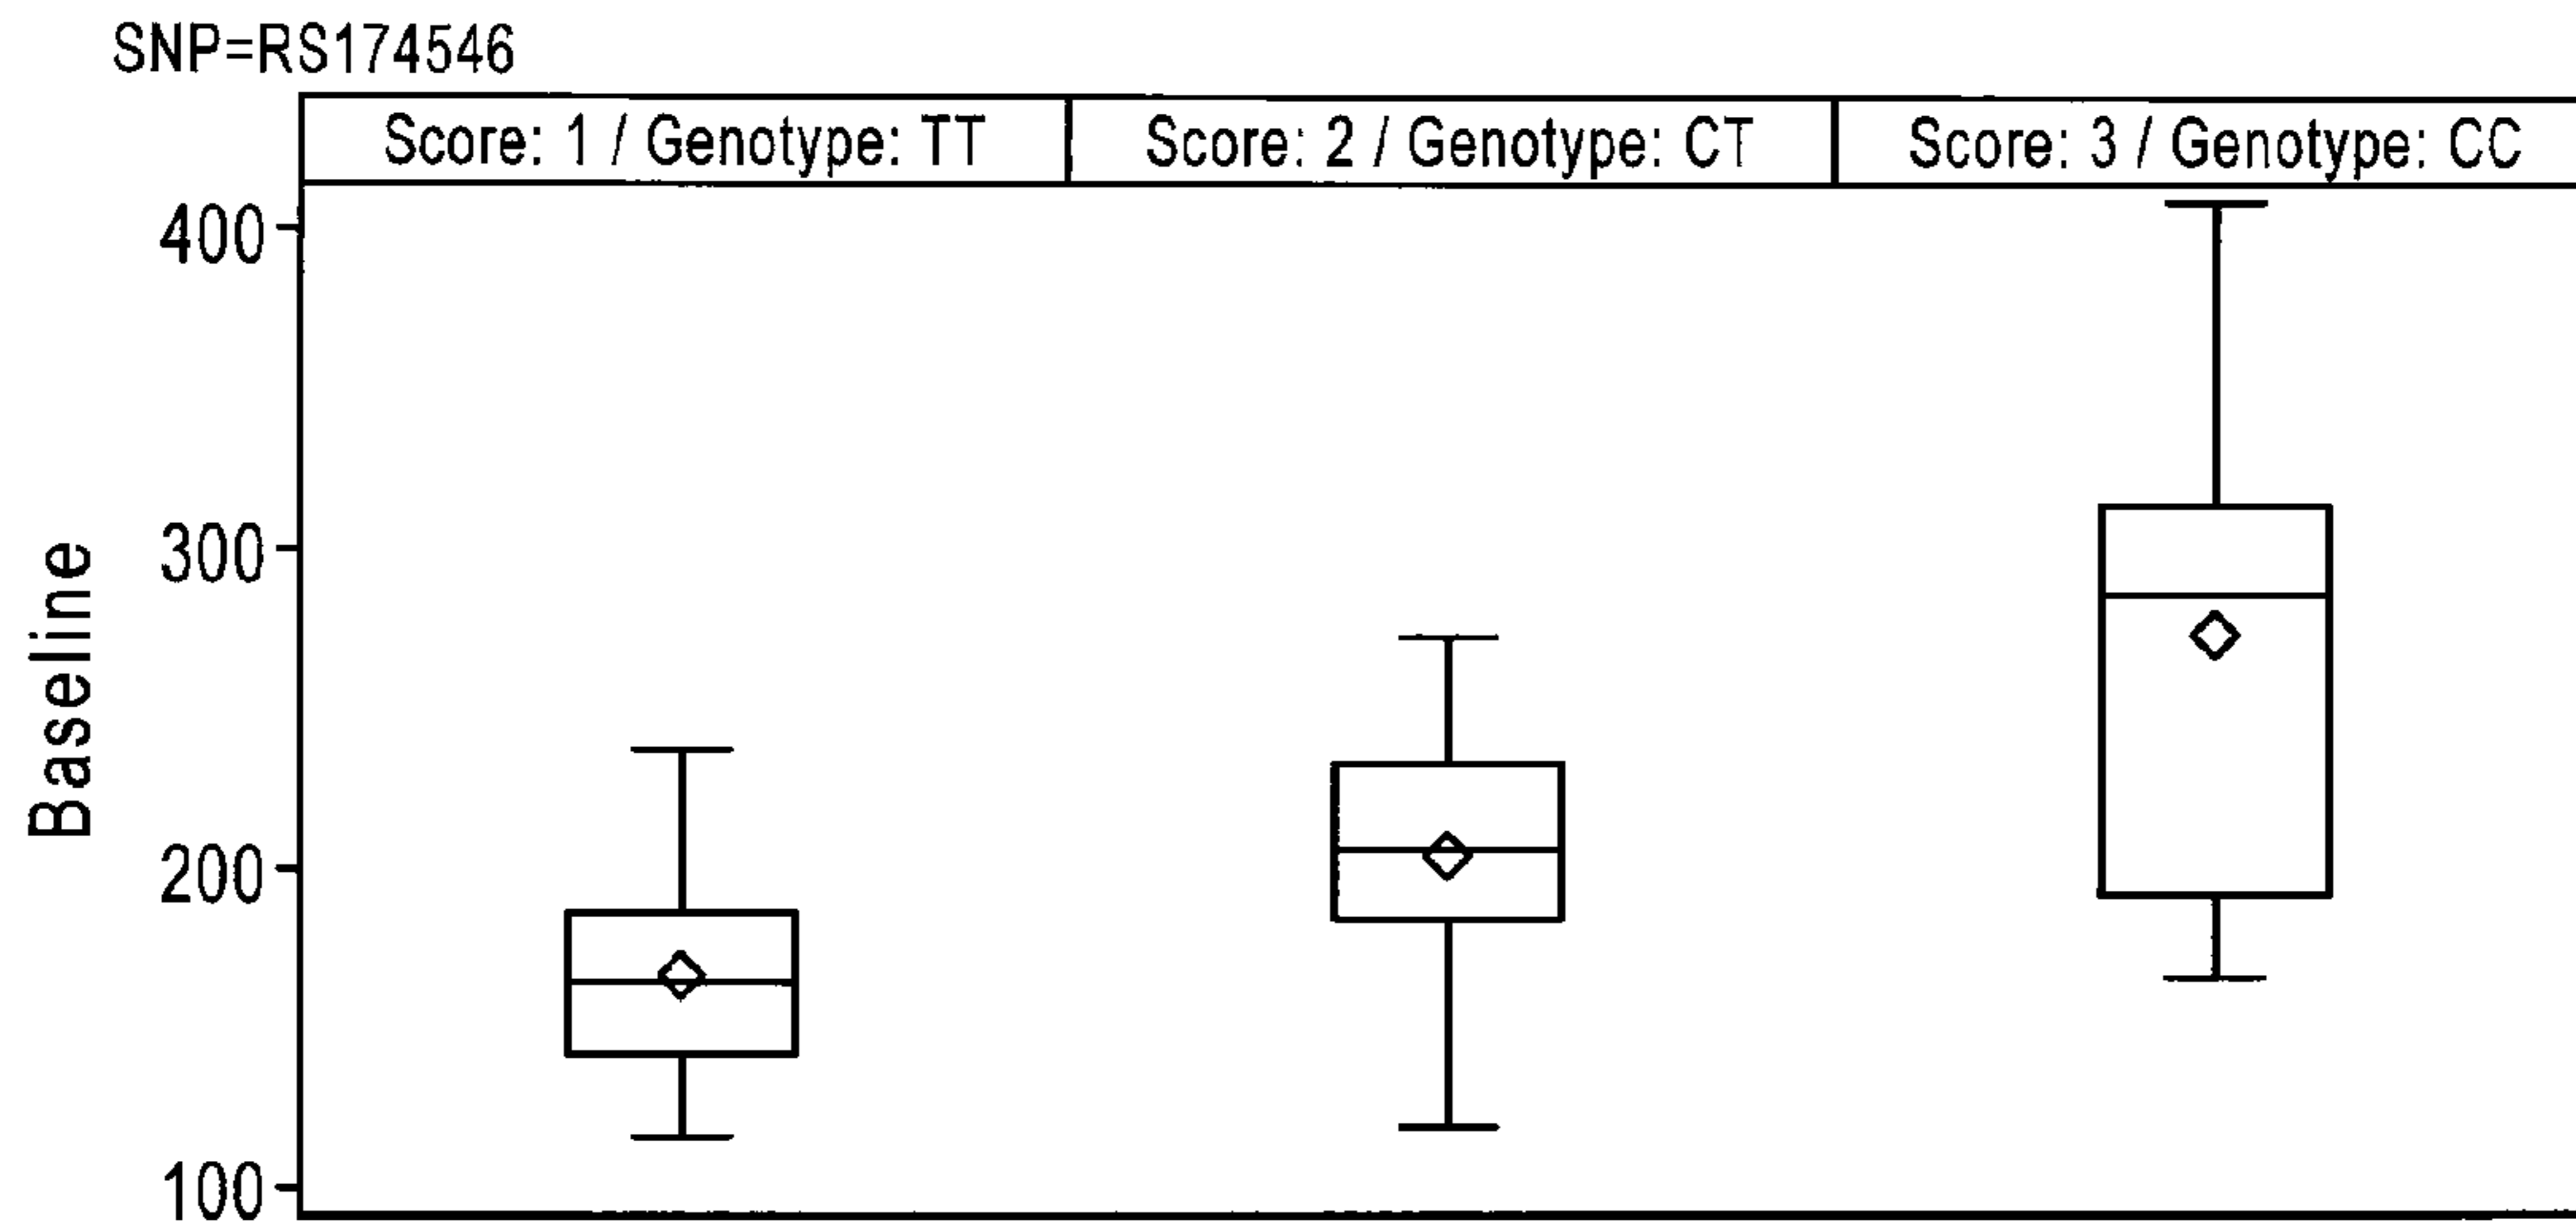 SNP=RS174546
Score: 1 / Genotype: TT
Score: 2 / Genotype: CT
Score: 3 / Genotype: CC
400
300
200
100
Baseline